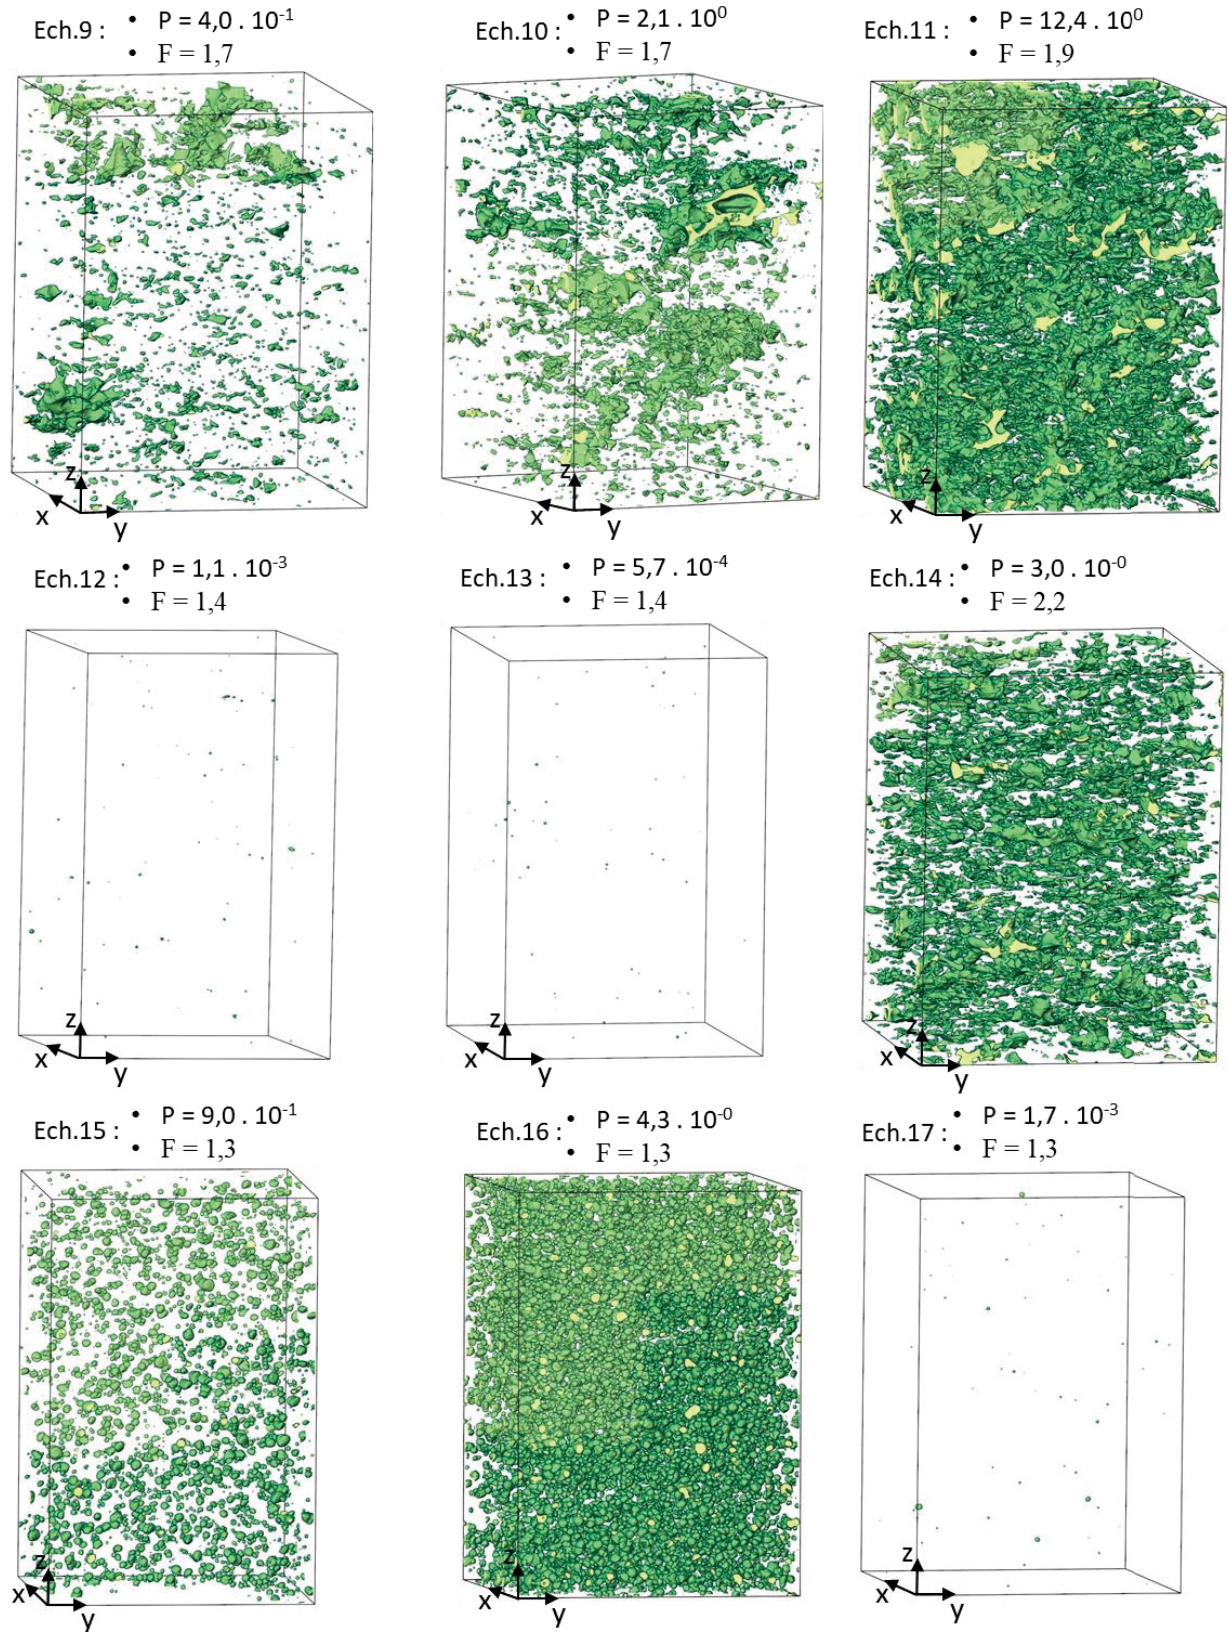 Ech.9 : • P = 4,0 . 10⁻¹
• F = 1,7
Ech.10 : • P = 2,1 . 10⁰
• F = 1,7
Ech.11 : • P = 12,4 . 10⁰
• F = 1,9
z
x
y
z
x
y
z
x
y
Ech.12 : • P = 1,1 . 10⁻³
• F = 1,4
Ech.13 : • P = 5,7 . 10⁻⁴
• F = 1,4
Ech.14 : • P = 3,0 . 10⁻⁰
• F = 2,2
z
x
y
z
x
y
z
x
y
Ech.15 : • P = 9,0 . 10⁻¹
• F = 1,3
Ech.16 : • P = 4,3 . 10⁻⁰
• F = 1,3
Ech.17 : • P = 1,7 . 10⁻³
• F = 1,3
z
x
y
z
x
y
z
x
y